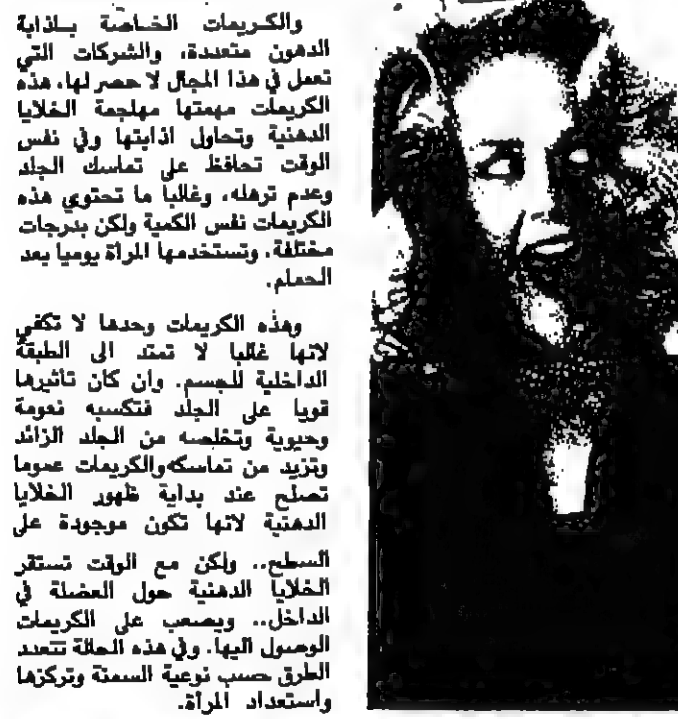 والكريمات الخاصة باذابة
الدهون متعددة، والشركات التي
تعمل في هذا المجال لا حصر لها، هذه
الكريمات مهمتها مهاجمة الخلايا
الدهنية وتحاول اذابتها وفي نفس
الوقت تحافظ على تماسك الجلد
وعدم ترهله، وغالبا ما تحتوي هذه
الكريمات نفس الكمية ولكن بدرجات
مختلفة، وتستخدمها المرأة يوميا بعد
الحمام.
وهذه الكريمات وحدها لا تكفي
لانها غالبا لا تمتد الى الطبقة
الداخلية للجسم. وان كان تأثيرها
قويا على الجلد فتكسبه نعومة
وحيوية وتخلصه من الجلد الزائد
وتزيد من تماسكه والكريمات عموما
تصلح عند بداية ظهور الخلايا
الدهنية لانها تكون موجودة على
السطح.. ولكن مع الوقت تستقر
الخلايا الدهنية حول العضلة في
الداخل.. ويصعب على الكريمات
الوصول اليها. وفي هذه الحالة تتعدد
الطرق حسب نوعية السمنة وتركزها
واستعداد المرأة.